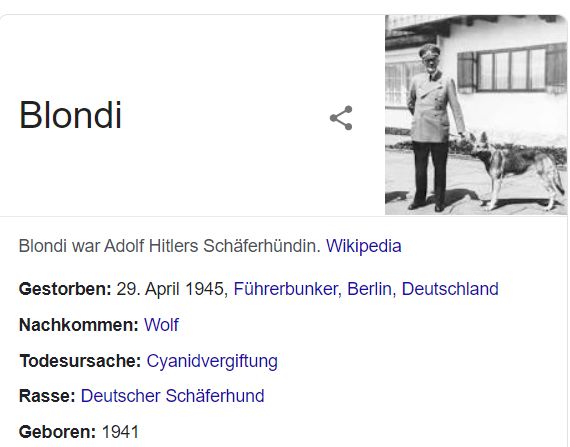 Blondi
Blondi war Adolf Hitlers Schäferhündin. Wikipedia
Gestorben: 29. April 1945, Führerbunker, Berlin, Deutschland
Nachkommen: Wolf
Todesursache: Cyanidvergiftung
Rasse: Deutscher Schäferhund
Geboren: 1941